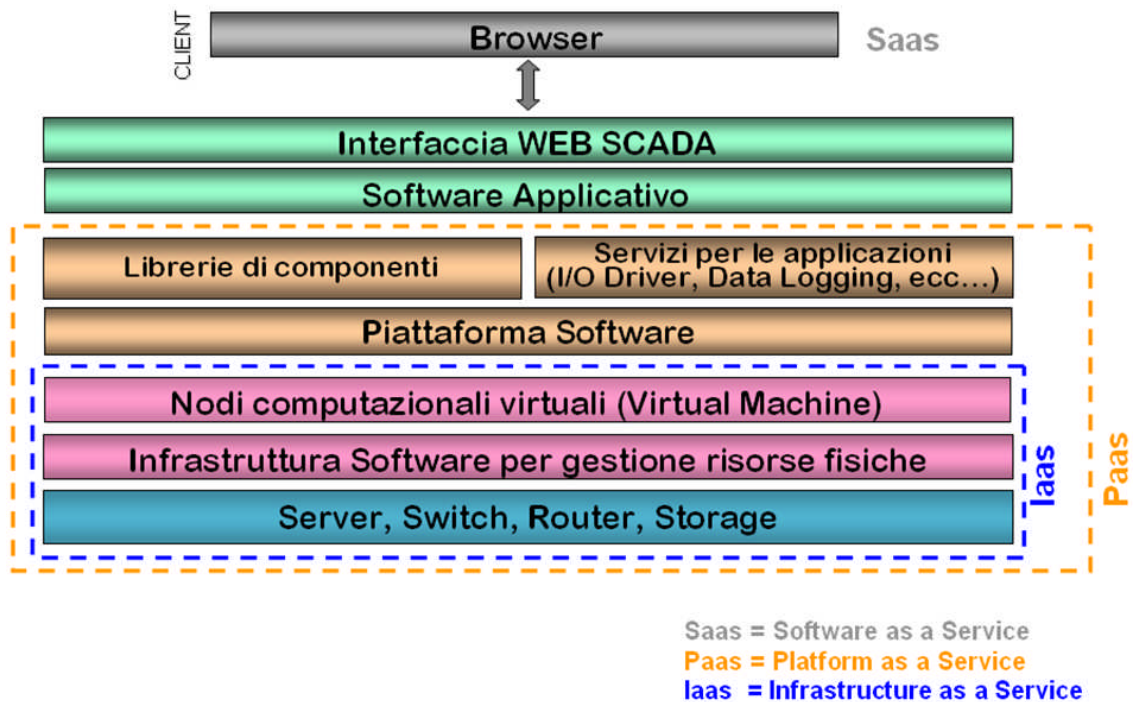 CLIENT
Browser
Saas
Interfaccia WEB SCADA
Software Applicativo
Librerie di componenti
Servizi per le applicazioni
(I/O Driver, Data Logging, ecc...)
Piattaforma Software
Nodi computazionali virtuali (Virtual Machine)
Infrastruttura Software per gestione risorse fisiche
Server, Switch, Router, Storage
Iaas
Paas
Saas = Software as a Service
Paas = Platform as a Service
Iaas = Infrastructure as a Service